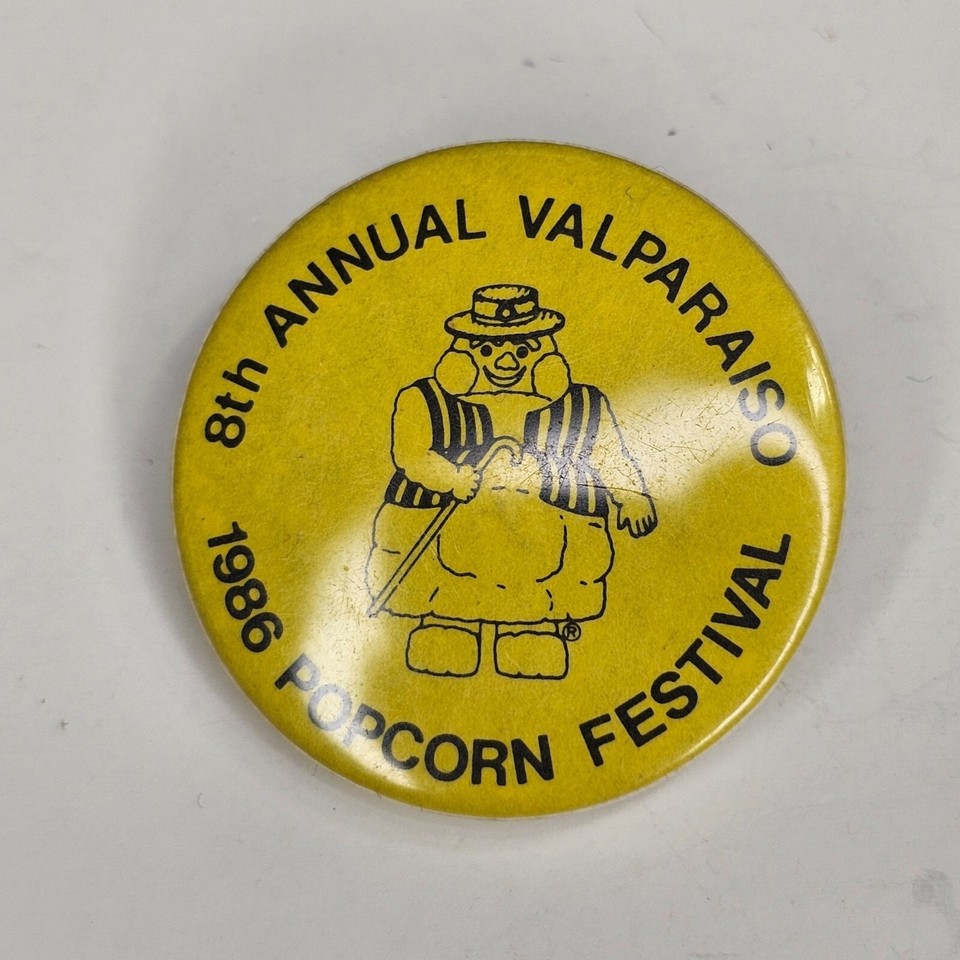 8th ANNUAL VALPARAISO
1986 POPCORN FESTIVAL
®